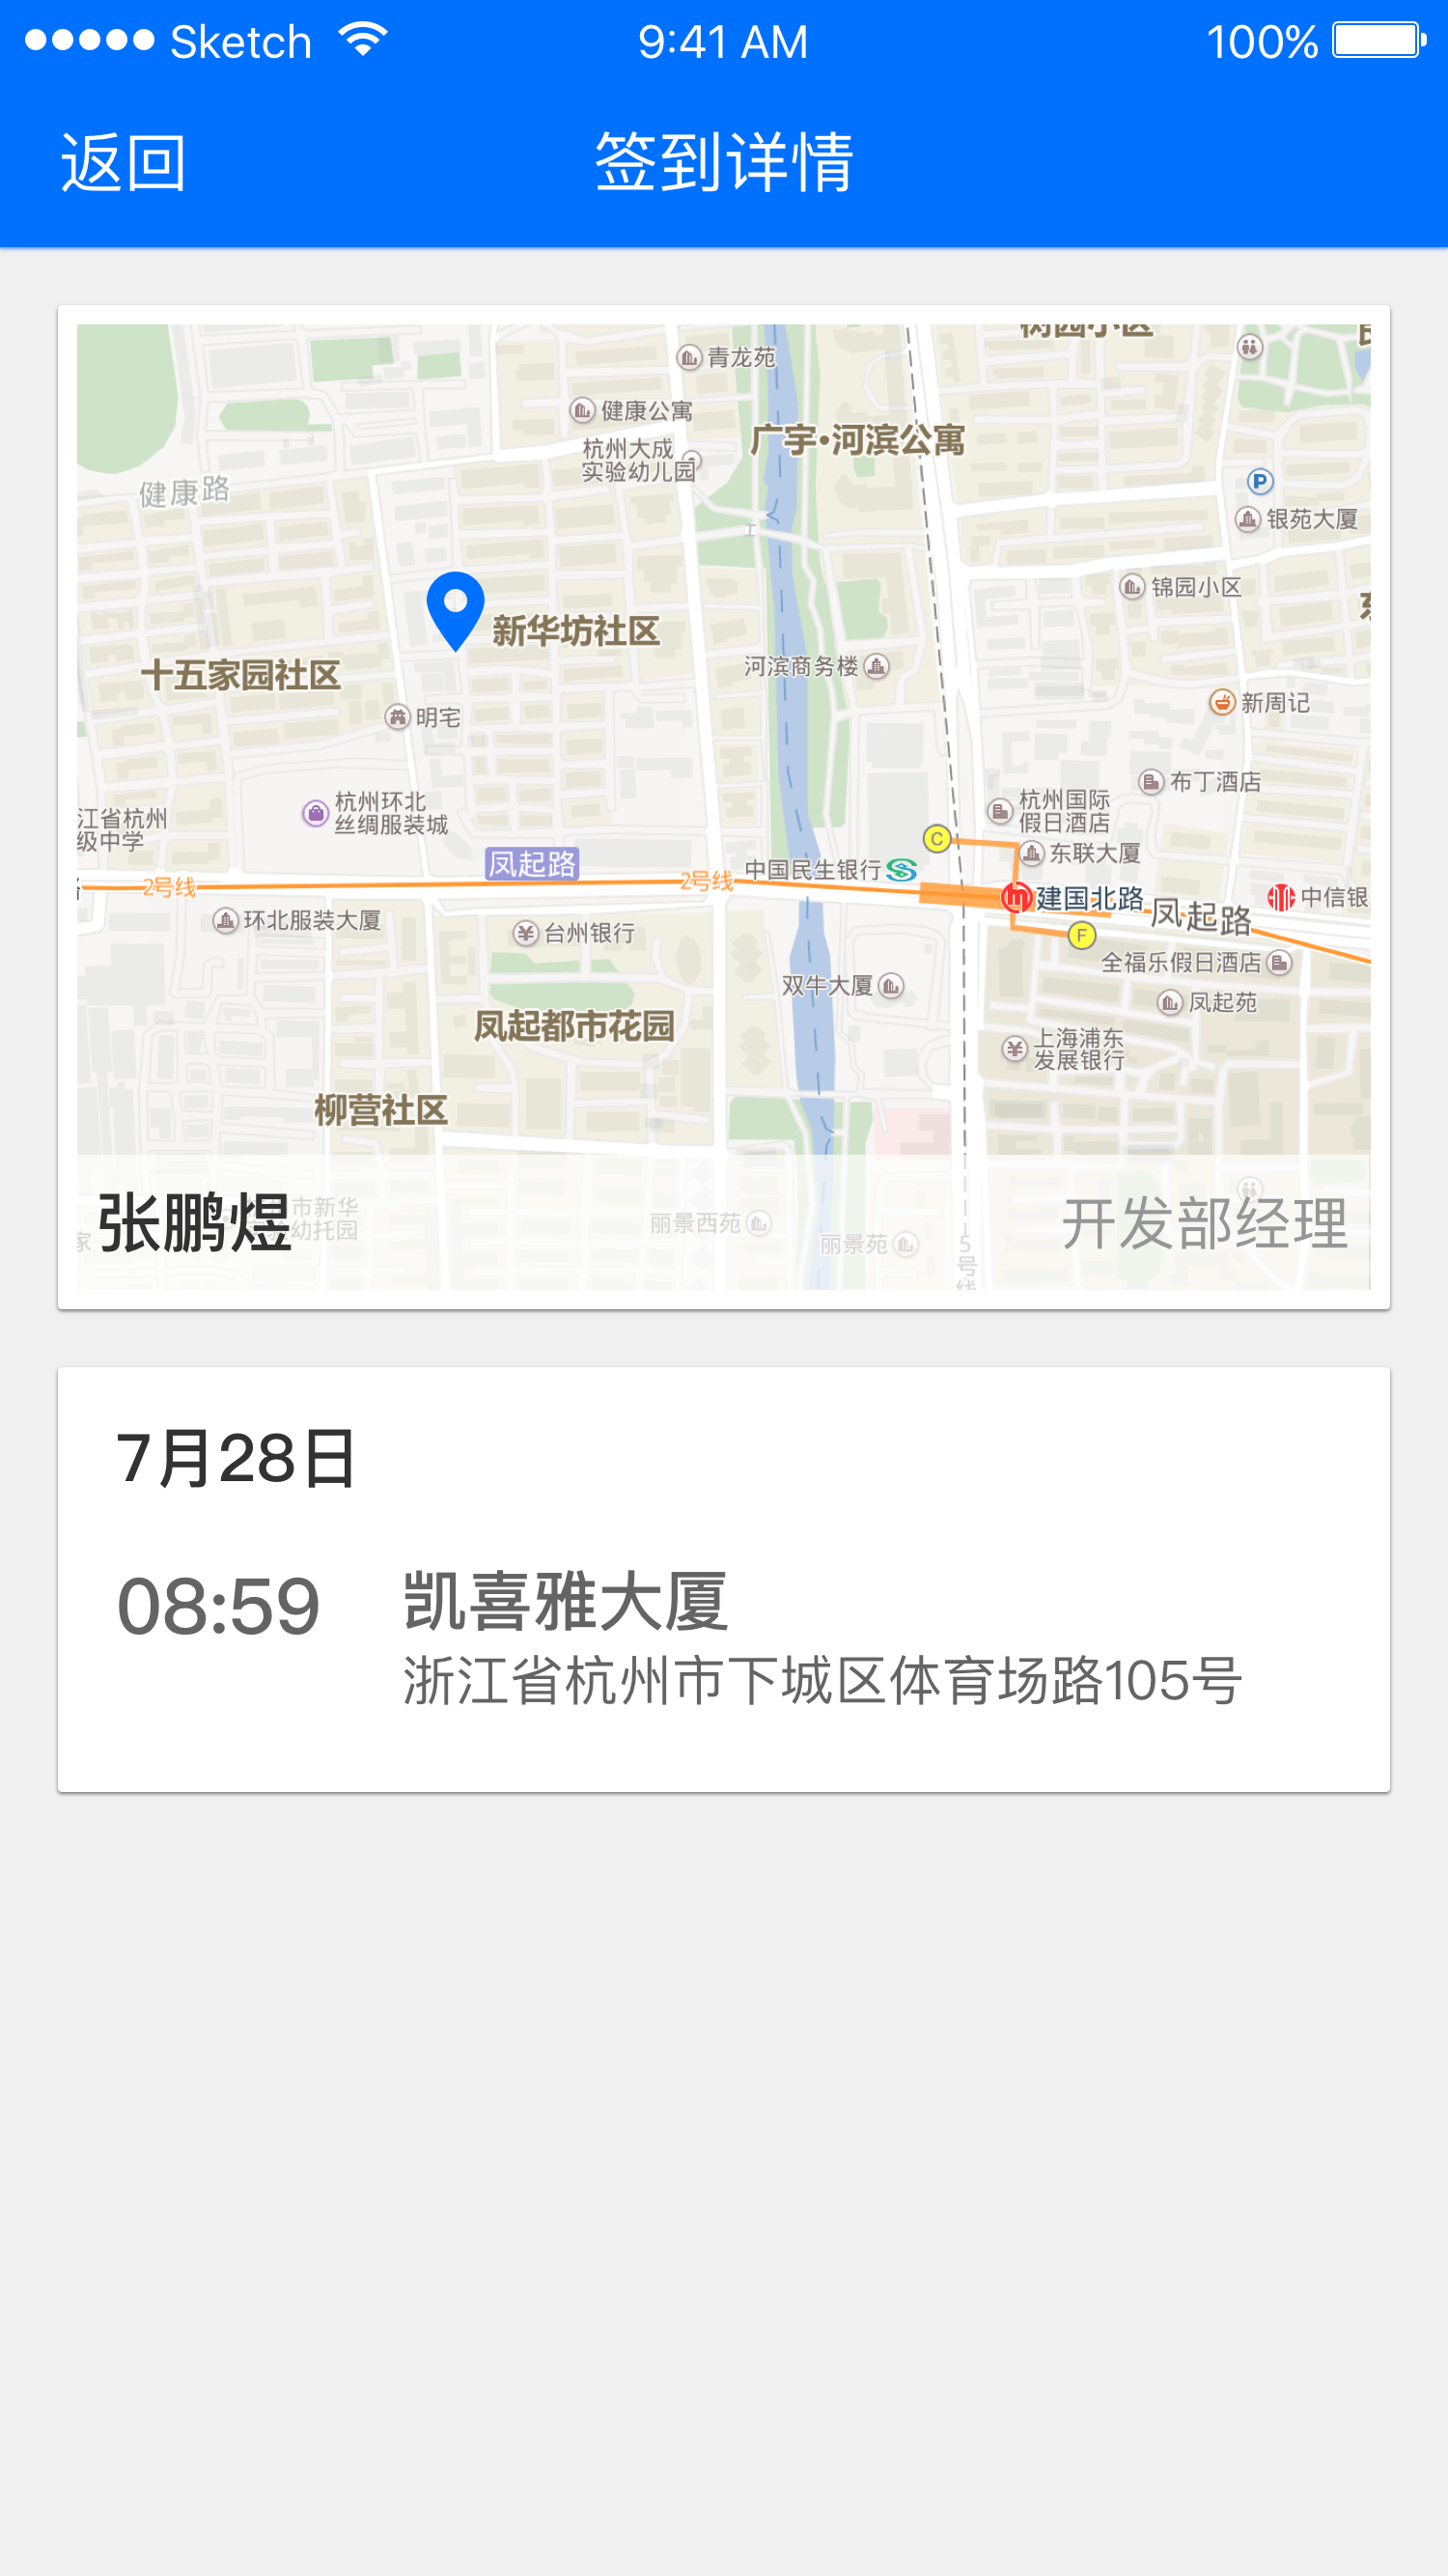 Sketch 9:41 AM 100%
返回 签到详情
青龙苑
健康公寓
杭州大成
实验幼儿园
广宇·河滨公寓
健康路
P
银苑大厦
锦园小区
新华坊社区
十五家园社区
河滨商务楼
明宅
新周记
布丁酒店
杭州环北
丝绸服装城
江省杭州
级中学
杭州国际
假日酒店
C
东联大厦
凤起路
中国民生银行
2号线
2号线
建国北路
中信银
凤起路
环北服装大厦
台州银行
F
全福乐假日酒店
双牛大厦
凤起苑
凤起都市花园
上海浦东
发展银行
柳营社区
市新华
幼托园
丽景西苑
丽景苑
5号线
家
张鹏煜 开发部经理
7月28日
08:59 凯喜雅大厦
浙江省杭州市下城区体育场路105号